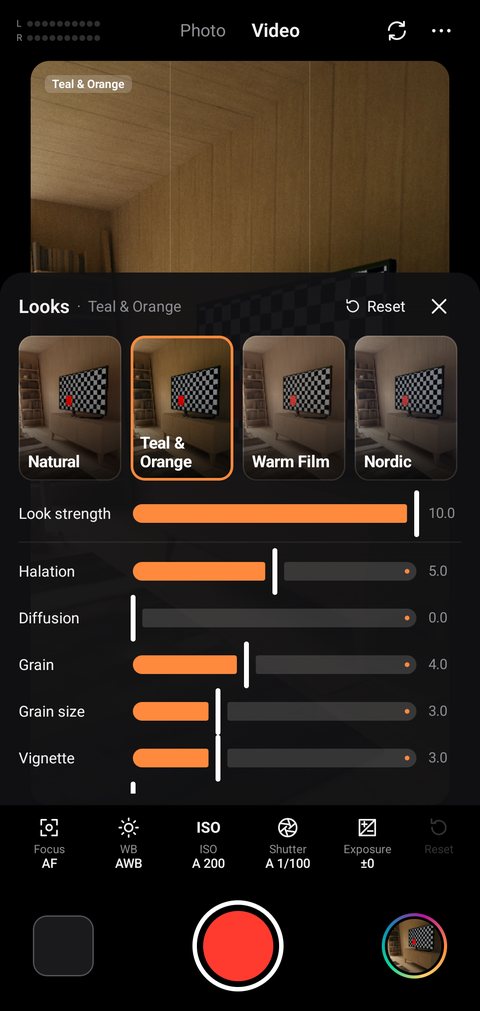 L
R
Photo
Video
Teal & Orange
Looks · Teal & Orange
Reset
Natural
Teal &
Orange
Warm Film
Nordic
Look strength 10.0
Halation 5.0
Diffusion 0.0
Grain 4.0
Grain size 3.0
Vignette 3.0
ISO
Focus
AF
WB
AWB
ISO
A 200
Shutter
A 1/100
Exposure
±0
Reset